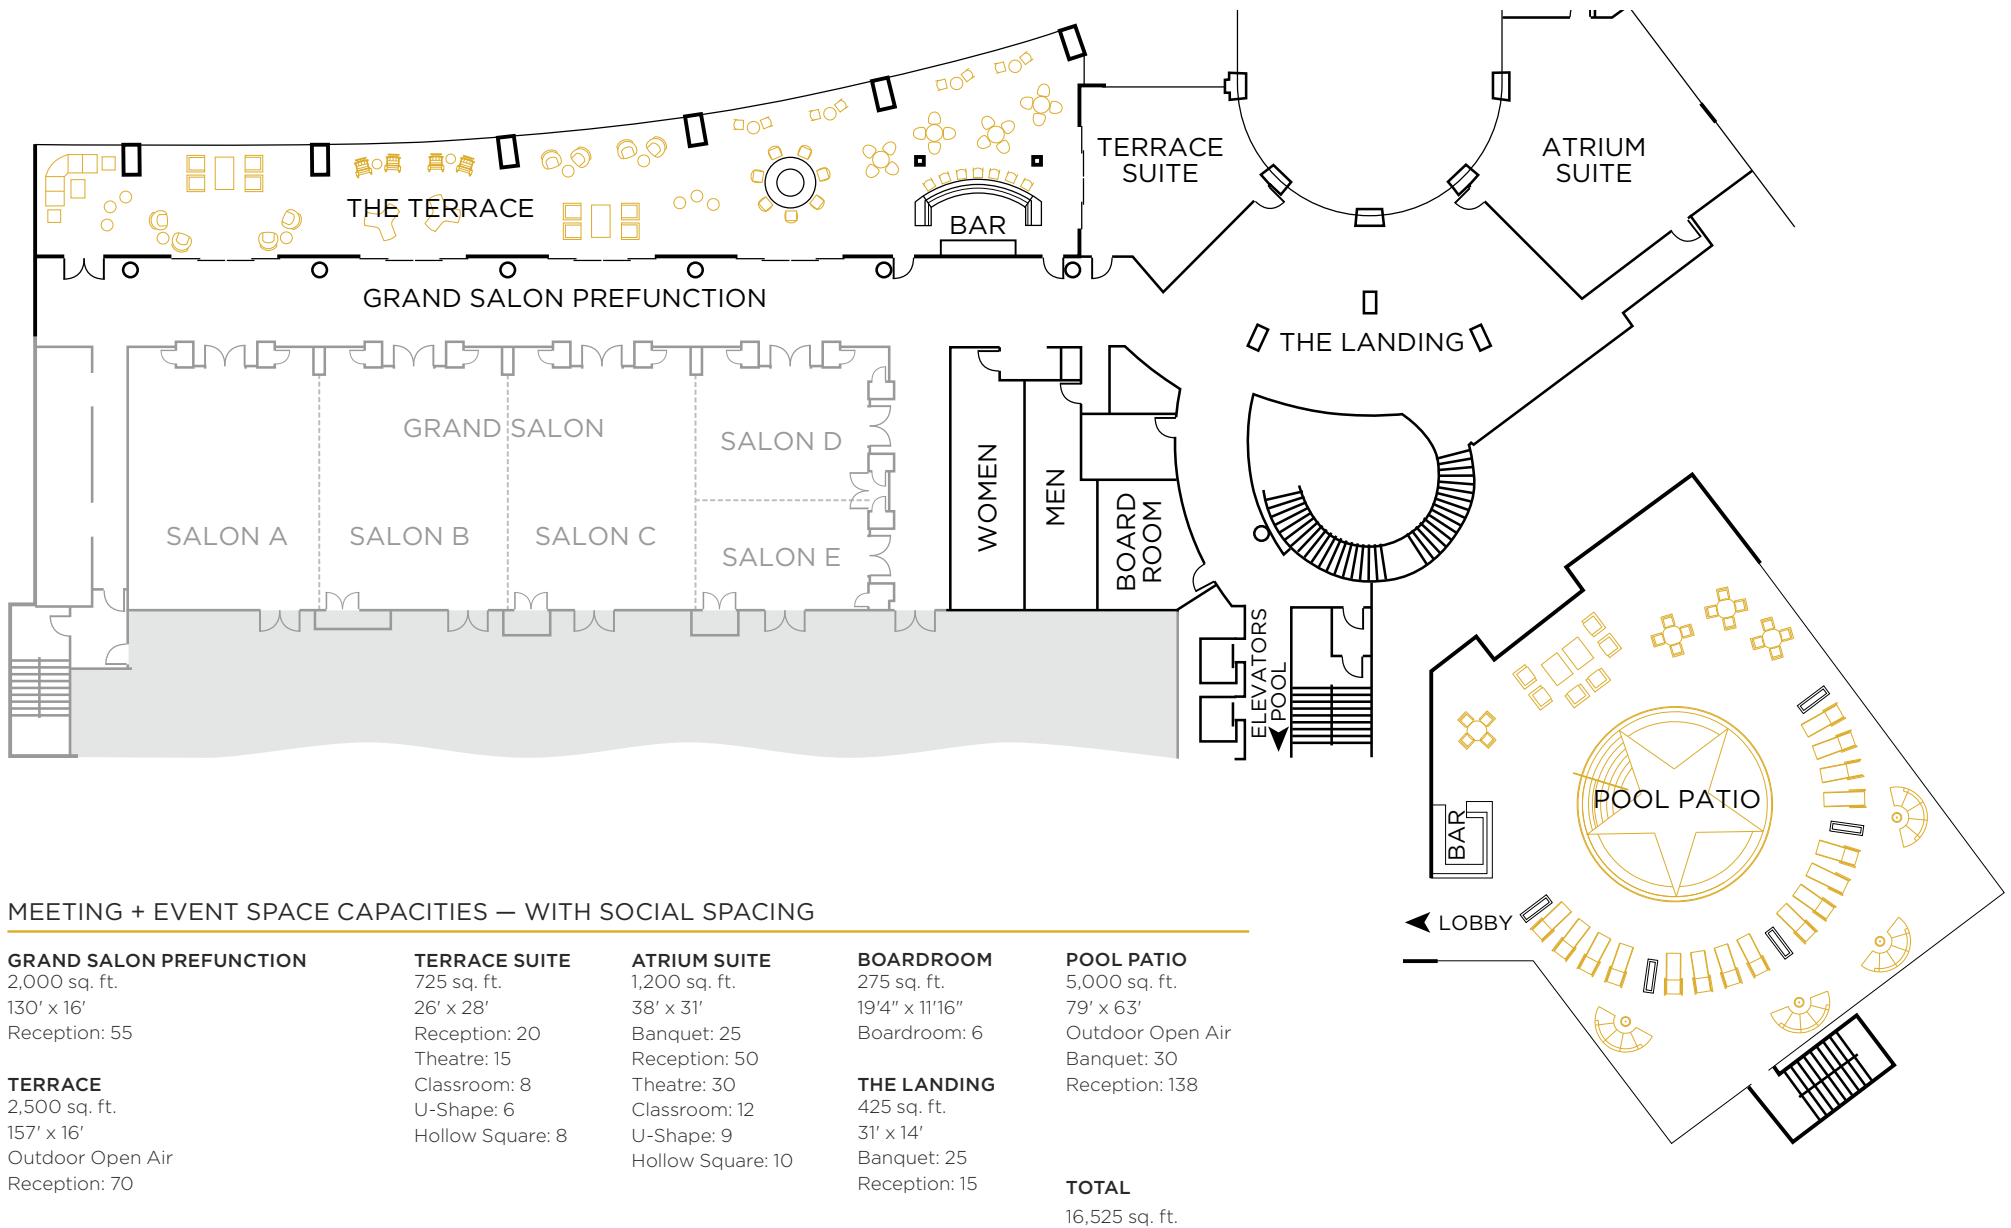 TERRACE
SUITE
ATRIUM
SUITE
THE TERRACE
BAR
GRAND SALON PREFUNCTION
THE LANDING
GRAND SALON
SALON A
SALON B
SALON C
SALON D
SALON E
WOMEN
MEN
BOARD
ROOM
ELEVATORS
POOL
POOL PATIO
BAR
LOBBY
MEETING + EVENT SPACE CAPACITIES — WITH SOCIAL SPACING
GRAND SALON PREFUNCTION
2,000 sq. ft.
130' x 16'
Reception: 55
TERRACE
2,500 sq. ft.
157' x 16'
Outdoor Open Air
Reception: 70
TERRACE SUITE
725 sq. ft.
26' x 28'
Reception: 20
Theatre: 15
Classroom: 8
U-Shape: 6
Hollow Square: 8
ATRIUM SUITE
1,200 sq. ft.
38' x 31'
Banquet: 25
Reception: 50
Theatre: 30
Classroom: 12
U-Shape: 9
Hollow Square: 10
BOARDROOM
275 sq. ft.
19'4" x 11'16"
Boardroom: 6
THE LANDING
425 sq. ft.
31' x 14'
Banquet: 25
Reception: 15
POOL PATIO
5,000 sq. ft.
79' x 63'
Outdoor Open Air
Banquet: 30
Reception: 138
TOTAL
16,525 sq. ft.